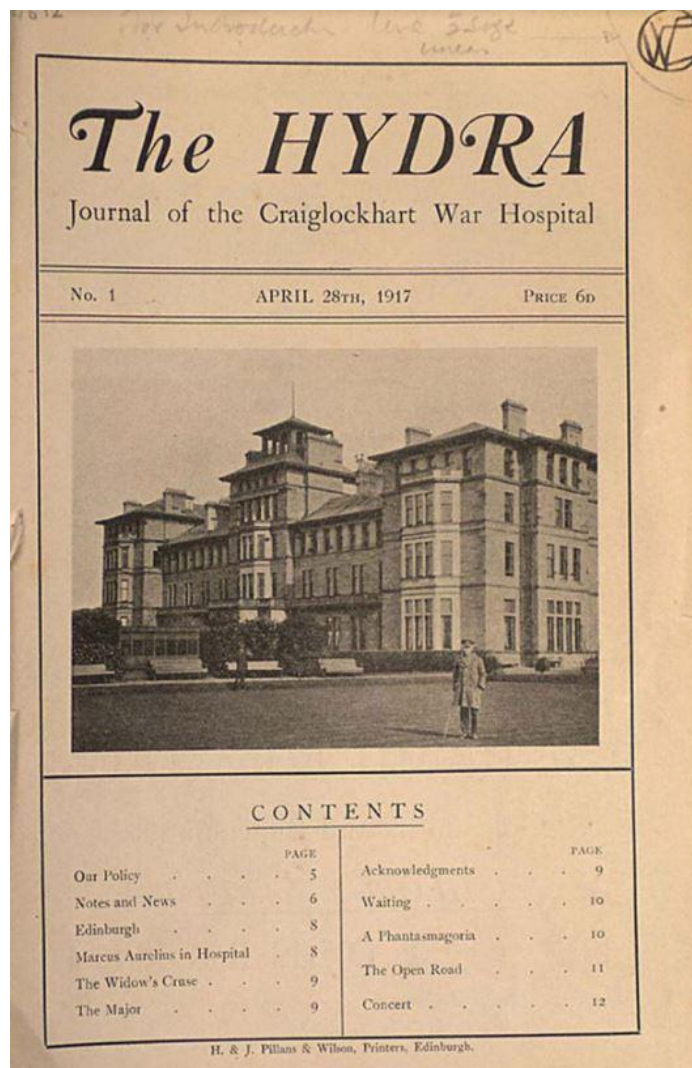 The HYDRA
Journal of the Craiglockhart War Hospital
No. 1 APRIL 28TH, 1917 PRICE 6D
CONTENTS
PAGE
Our Policy . . . . 5
Notes and News . . . 6
Edinburgh . . . . 8
Marcus Aurelius in Hospital . 8
The Widow's Cruse . . . 9
The Major . . . . 9
PAGE
Acknowledgments . . . 9
Waiting . . . . . 10
A Phantasmagoria . . . 10
The Open Road . . . 11
Concert . . . . . 12
H. & J. Pillans & Wilson, Printers, Edinburgh.